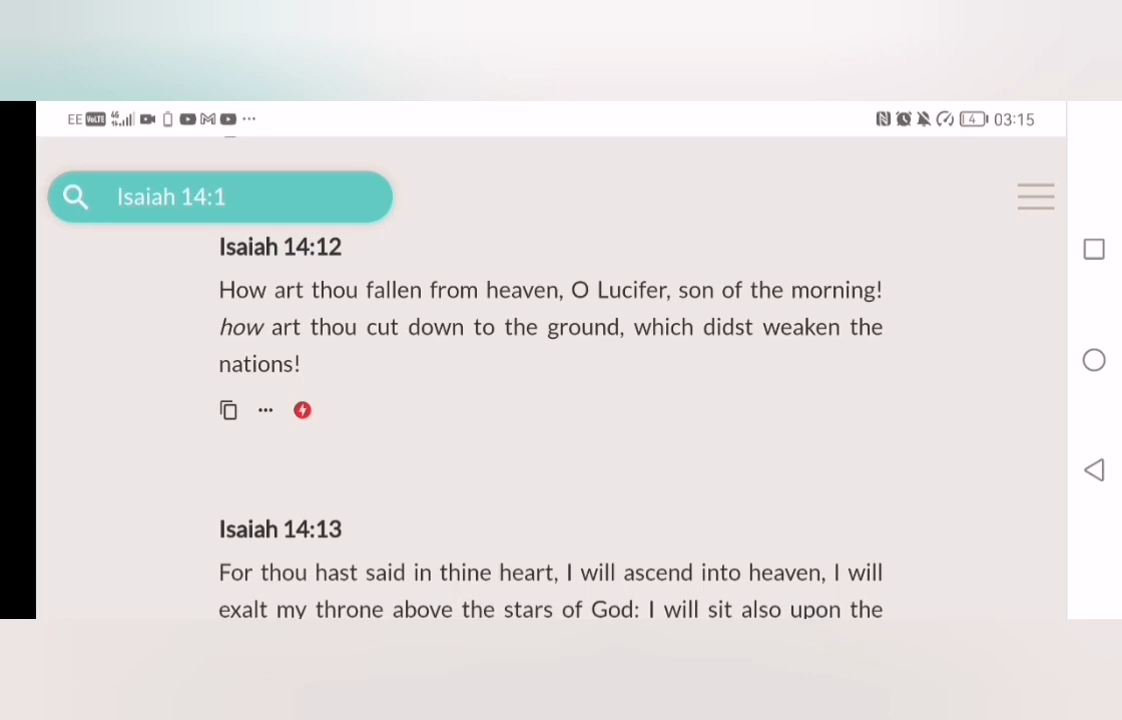 EE VoLTE 4G 4 03:15
Isaiah 14:1
Isaiah 14:12
How art thou fallen from heaven, O Lucifer, son of the morning!
how art thou cut down to the ground, which didst weaken the
nations!
Isaiah 14:13
For thou hast said in thine heart, I will ascend into heaven, I will
exalt my throne above the stars of God: I will sit also upon the